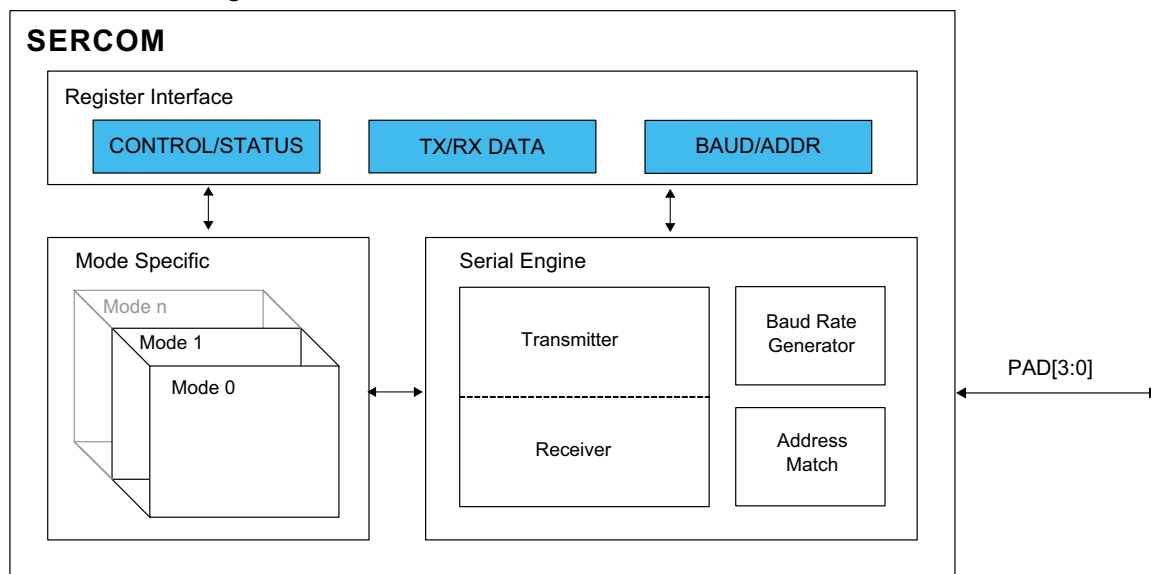 SERCOM
Register Interface
CONTROL/STATUS
TX/RX DATA
BAUD/ADDR
Mode Specific
Serial Engine
Mode n
Mode 1
Mode 0
Transmitter
Receiver
Baud Rate
Generator
Address
Match
PAD[3:0]